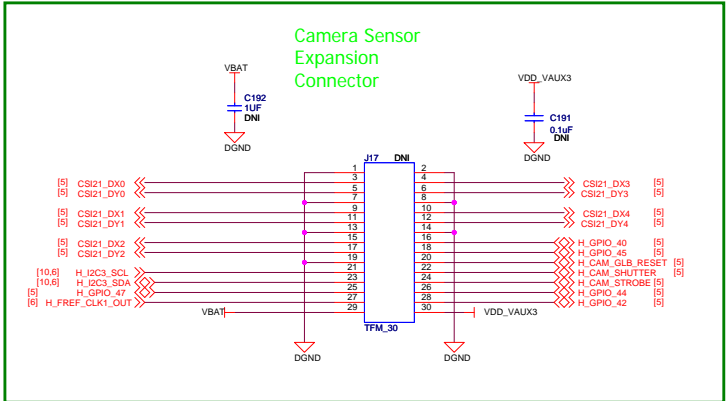 Camera Sensor
Expansion
Connector
VBAT
C192
1UF
DNI
DGND
VDD_VAUX3
C191
0.1uF
DNI
DGND
J17 DNI
1 2
[5] CSI21_DX0 3 4 CSI21_DX3 [5]
[5] CSI21_DY0 5 6 CSI21_DY3 [5]
7 8
[5] CSI21_DX1 9 10 CSI21_DX4 [5]
[5] CSI21_DY1 11 12 CSI21_DY4 [5]
13 14
[5] CSI21_DX2 15 16 H_GPIO_40 [5]
[5] CSI21_DY2 17 18 H_GPIO_45 [5]
19 20 H_CAM_GLB_RESET [5]
[10,6] H_I2C3_SCL 21 22 H_CAM_SHUTTER [5]
[10,6] H_I2C3_SDA 23 24 H_CAM_STROBE [5]
[5] H_GPIO_47 25 26 H_GPIO_44 [5]
[6] H_FREF_CLK1_OUT 27 28 H_GPIO_42 [5]
VBAT 29 30 VDD_VAUX3
TFM_30
DGND DGND